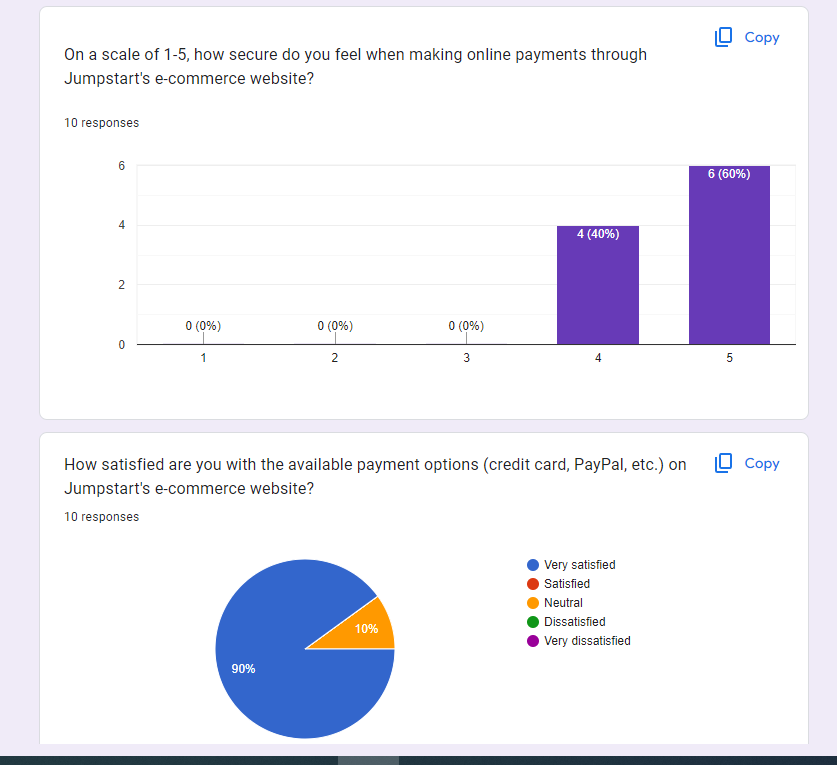 Copy
On a scale of 1-5, how secure do you feel when making online payments through
Jumpstart's e-commerce website?
10 responses
6
4
2
0
0 (0%)
0 (0%)
0 (0%)
4 (40%)
6 (60%)
1
2
3
4
5
Copy
How satisfied are you with the available payment options (credit card, PayPal, etc.) on
Jumpstart's e-commerce website?
10 responses
90%
10%
Very satisfied
Satisfied
Neutral
Dissatisfied
Very dissatisfied